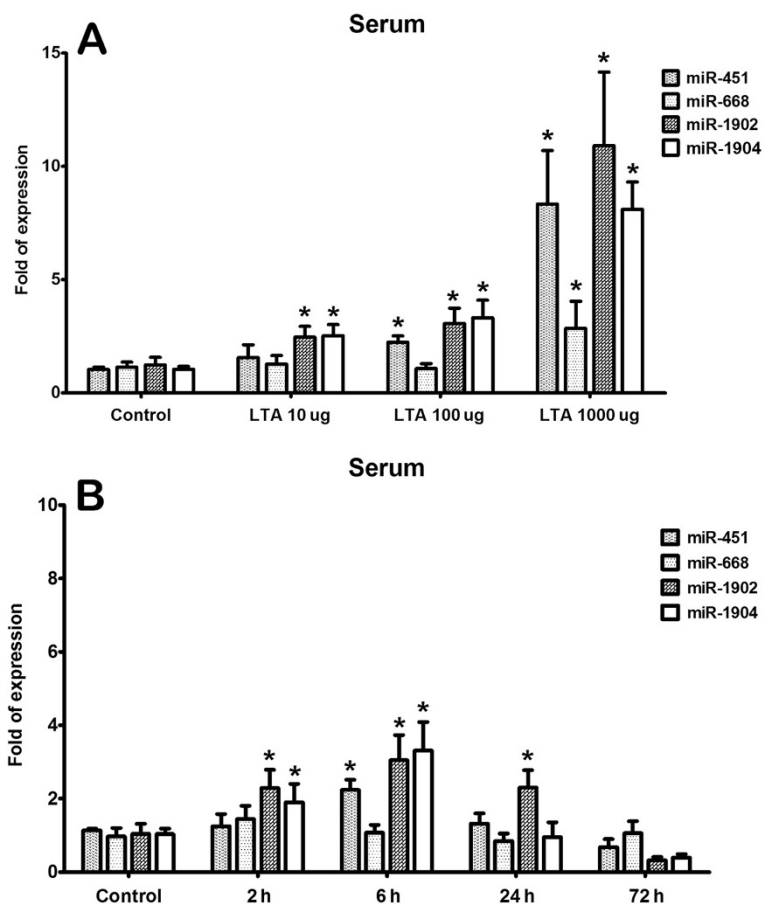 A
Serum
15
10
5
0
Fold of expression
* * * * * * * * *
miR-451
miR-668
miR-1902
miR-1904
Control
LTA 10 ug
LTA 100 ug
LTA 1000 ug
B
Serum
10
8
6
4
2
0
Fold of expression
* * * * * *
miR-451
miR-668
miR-1902
miR-1904
Control
2 h
6 h
24 h
72 h